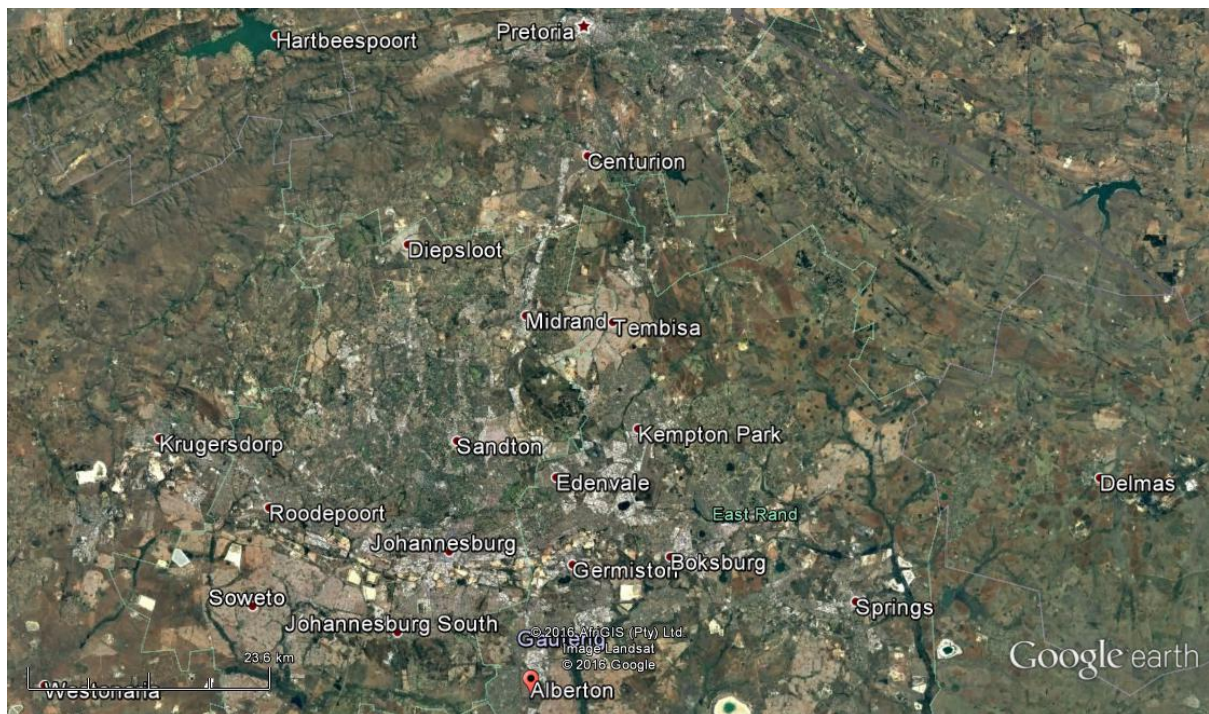 Pretoria
Hartbeespoort
Centurion
Diepsloot
Midrand
Tembisa
Krugersdorp
Sandton
Kempton Park
Edenvale
Delmas
Roodepoort
East Rand
Johannesburg
Germiston
Boksburg
Soweto
Springs
Johannesburg South
Gauteng
© 2016 AfriGIS (Pty) Ltd.
Image Landsat
© 2016 Google
23.6 km
Google earth
Westonaria
Alberton